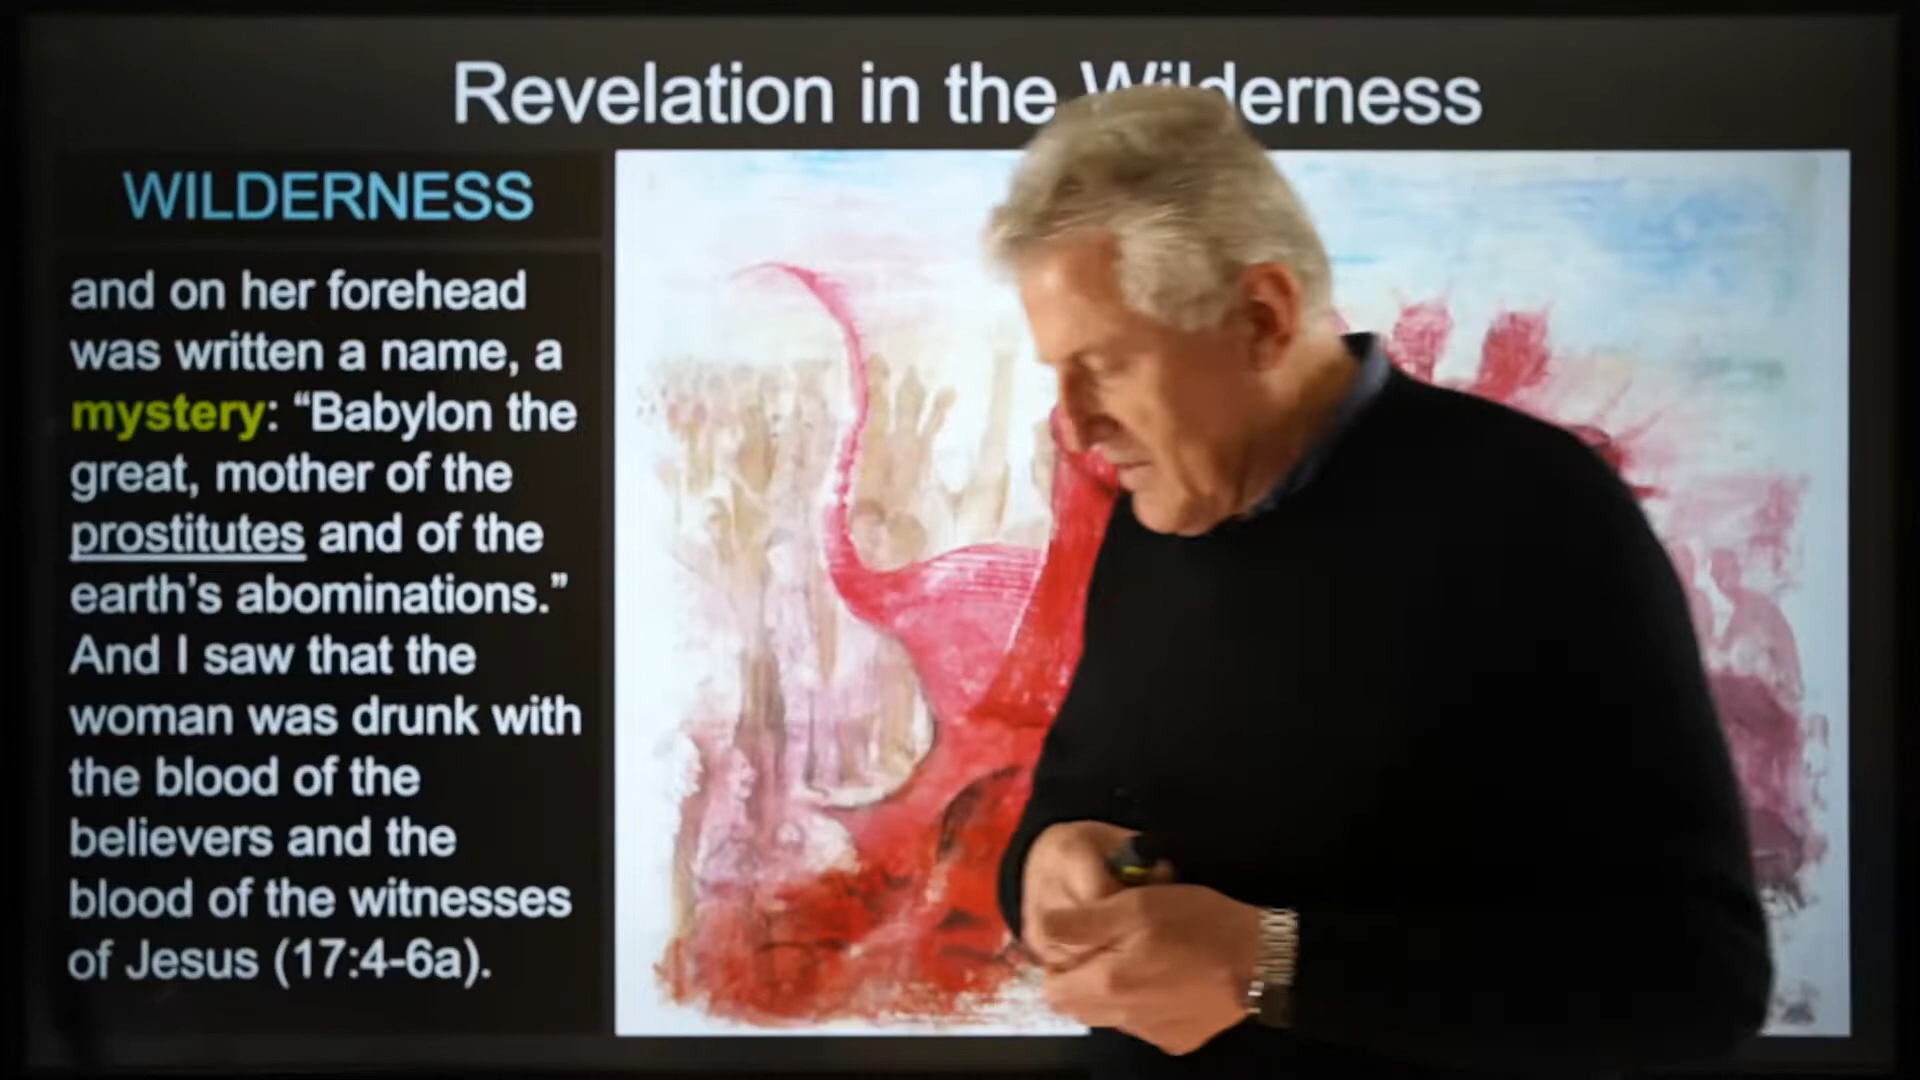 Revelation in the Wilderness
WILDERNESS
and on her forehead
was written a name, a
mystery: “Babylon the
great, mother of the
prostitutes and of the
earth’s abominations.”
And I saw that the
woman was drunk with
the blood of the
believers and the
blood of the witnesses
of Jesus (17:4-6a).